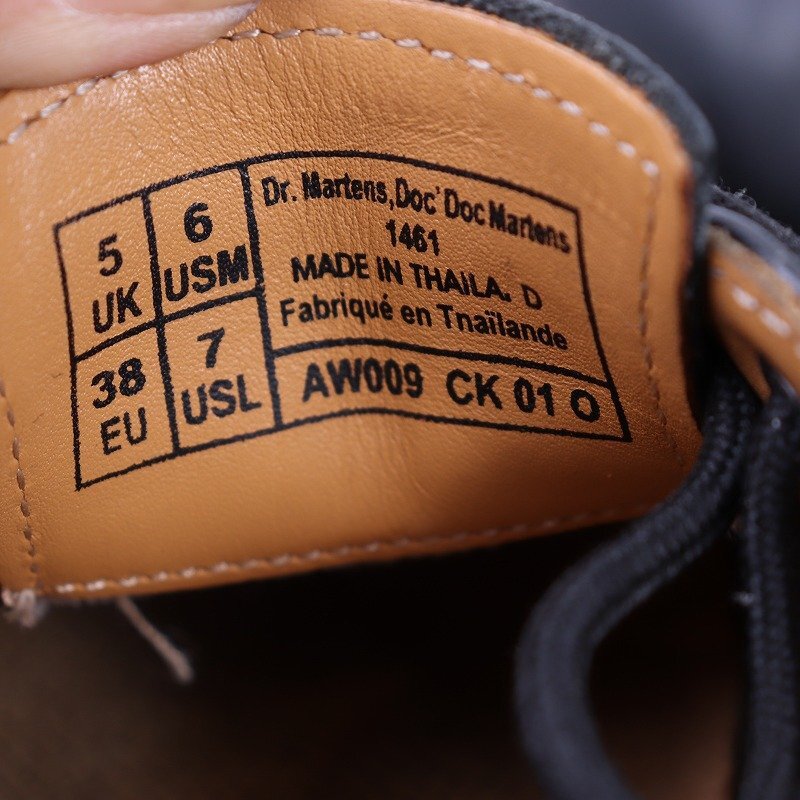 5 UK
6 USM
38 EU
7 USL
Dr. Martens,Doc' Doc Martens
1461
MADE IN THAILA. D
Fabriqué en Tnaïlande
AW009 CK 01 O